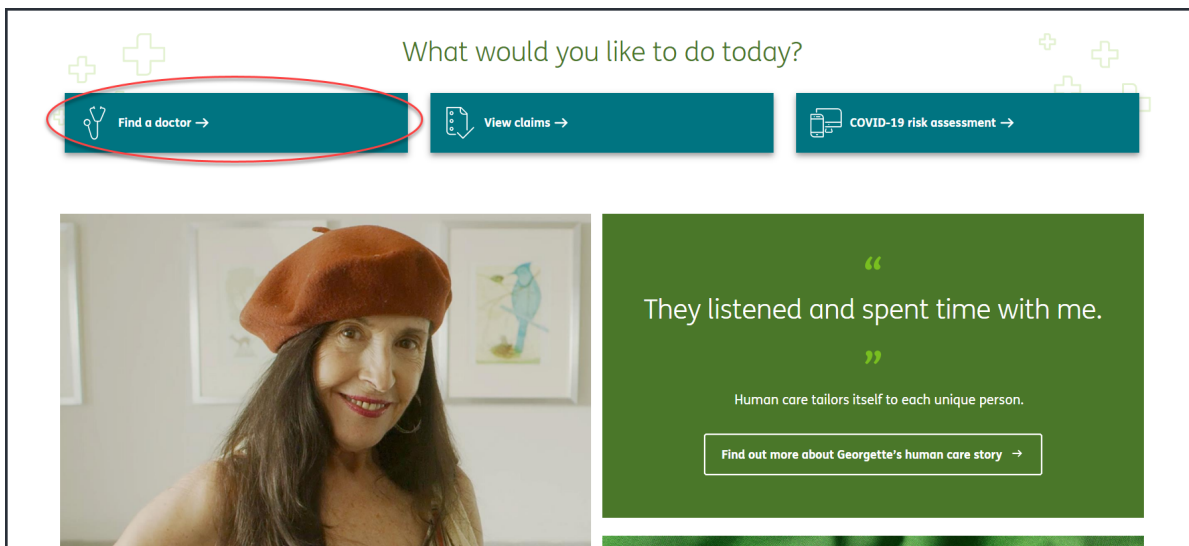 What would you like to do today?
Find a doctor →
View claims →
COVID-19 risk assessment →
“
They listened and spent time with me.
”
Human care tailors itself to each unique person.
Find out more about Georgette’s human care story →